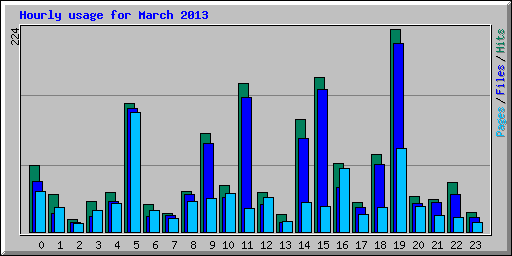 Hourly usage for March 2013
224
Pages / Files / Hits
0 1 2 3 4 5 6 7 8 9 10 11 12 13 14 15 16 17 18 19 20 21 22 23